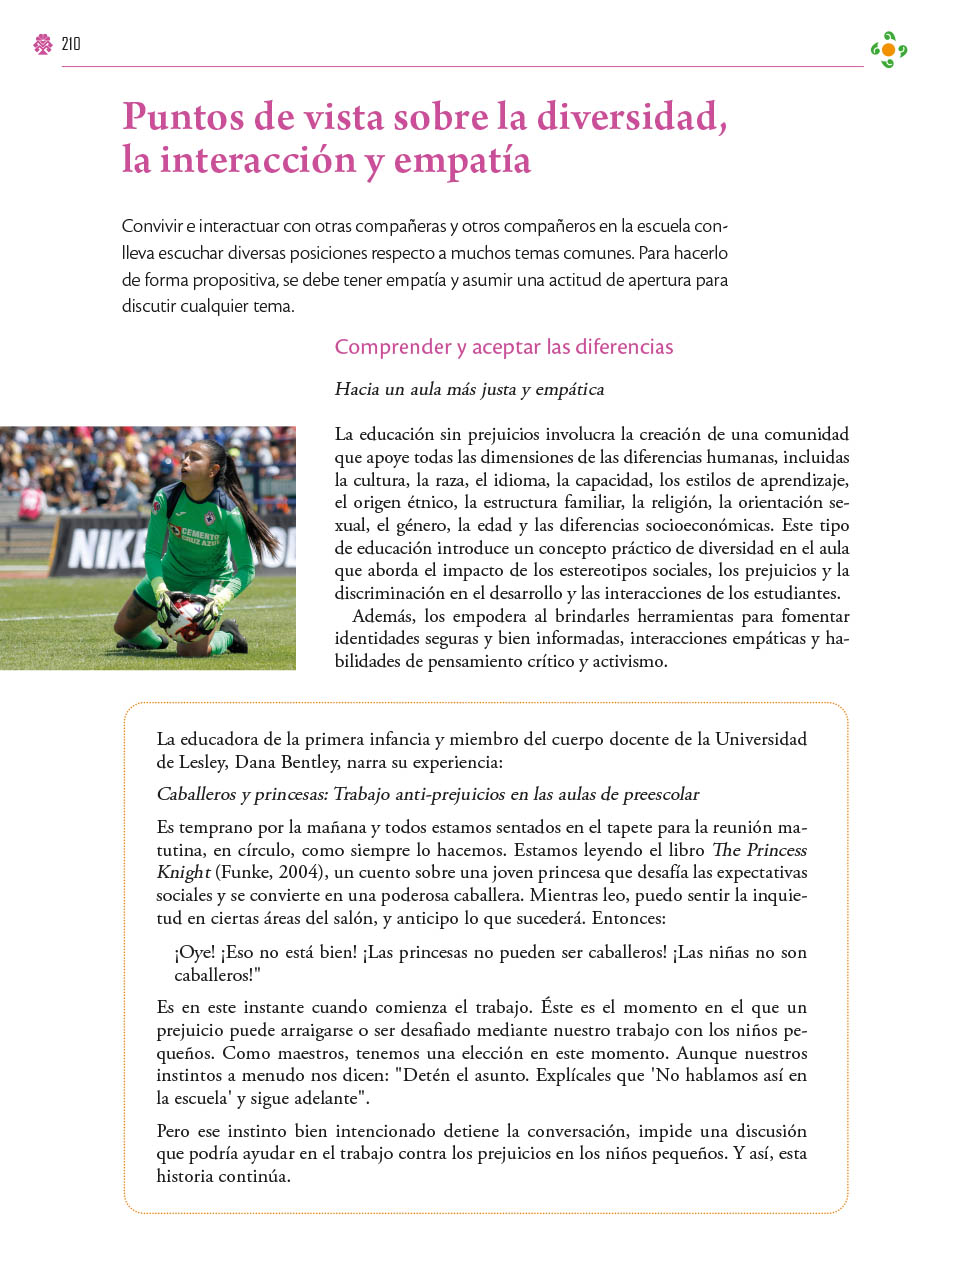 210
Puntos de vista sobre la diversidad,
la interacción y empatía
Convivir e interactuar con otras compañeras y otros compañeros en la escuela con-
lleva escuchar diversas posiciones respecto a muchos temas comunes. Para hacerlo
de forma propositiva, se debe tener empatía y asumir una actitud de apertura para
discutir cualquier tema.
Comprender y aceptar las diferencias
Hacia un aula más justa y empática
La educación sin prejuicios involucra la creación de una comunidad
que apoye todas las dimensiones de las diferencias humanas, incluidas
la cultura, la raza, el idioma, la capacidad, los estilos de aprendizaje,
el origen étnico, la estructura familiar, la religión, la orientación se-
xual, el género, la edad y las diferencias socioeconómicas. Este tipo
de educación introduce un concepto práctico de diversidad en el aula
que aborda el impacto de los estereotipos sociales, los prejuicios y la
discriminación en el desarrollo y las interacciones de los estudiantes.
Además, los empodera al brindarles herramientas para fomentar
identidades seguras y bien informadas, interacciones empáticas y ha-
bilidades de pensamiento crítico y activismo.
NIKE
CEMENTO
CRUZ AZUL
La educadora de la primera infancia y miembro del cuerpo docente de la Universidad
de Lesley, Dana Bentley, narra su experiencia:
Caballeros y princesas: Trabajo anti-prejuicios en las aulas de preescolar
Es temprano por la mañana y todos estamos sentados en el tapete para la reunión ma-
tutina, en círculo, como siempre lo hacemos. Estamos leyendo el libro The Princess
Knight (Funke, 2004), un cuento sobre una joven princesa que desafía las expectativas
sociales y se convierte en una poderosa caballera. Mientras leo, puedo sentir la inquie-
tud en ciertas áreas del salón, y anticipo lo que sucederá. Entonces:
¡Oye! ¡Eso no está bien! ¡Las princesas no pueden ser caballeros! ¡Las niñas no son
caballeros!"
Es en este instante cuando comienza el trabajo. Éste es el momento en el que un
prejuicio puede arraigarse o ser desafiado mediante nuestro trabajo con los niños pe-
queños. Como maestros, tenemos una elección en este momento. Aunque nuestros
instintos a menudo nos dicen: "Detén el asunto. Explícales que 'No hablamos así en
la escuela' y sigue adelante".
Pero ese instinto bien intencionado detiene la conversación, impide una discusión
que podría ayudar en el trabajo contra los prejuicios en los niños pequeños. Y así, esta
historia continúa.